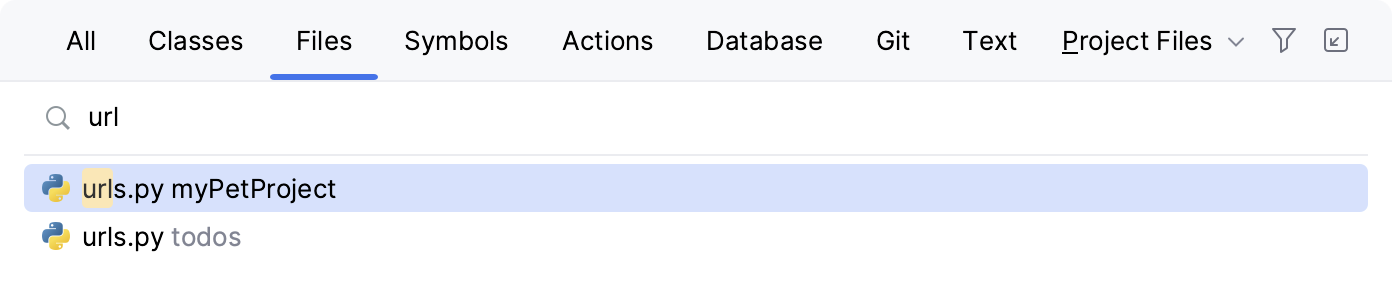 All Classes Files Symbols Actions Database Git Text Project Files
url
urls.py myPetProject
urls.py todos